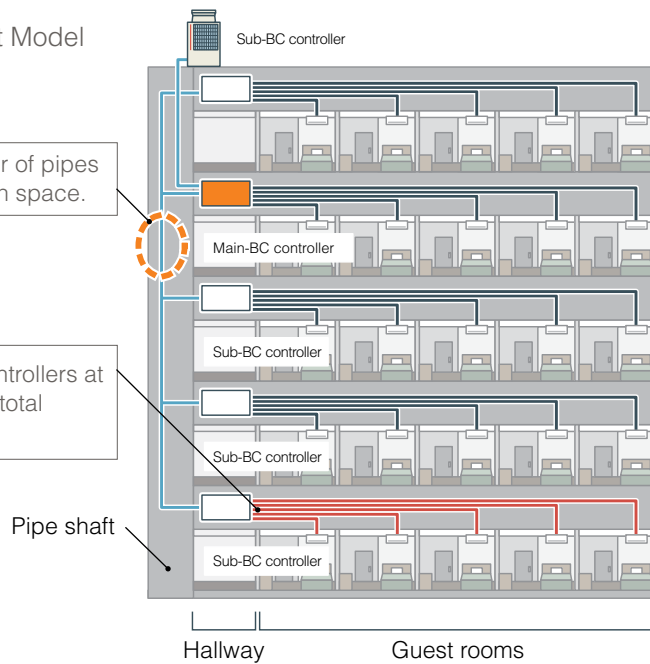 t Model
Sub-BC controller
r of pipes
n space.
Main-BC controller
Sub-BC controller
ntrollers at
total
Sub-BC controller
Pipe shaft
Sub-BC controller
Hallway
Guest rooms